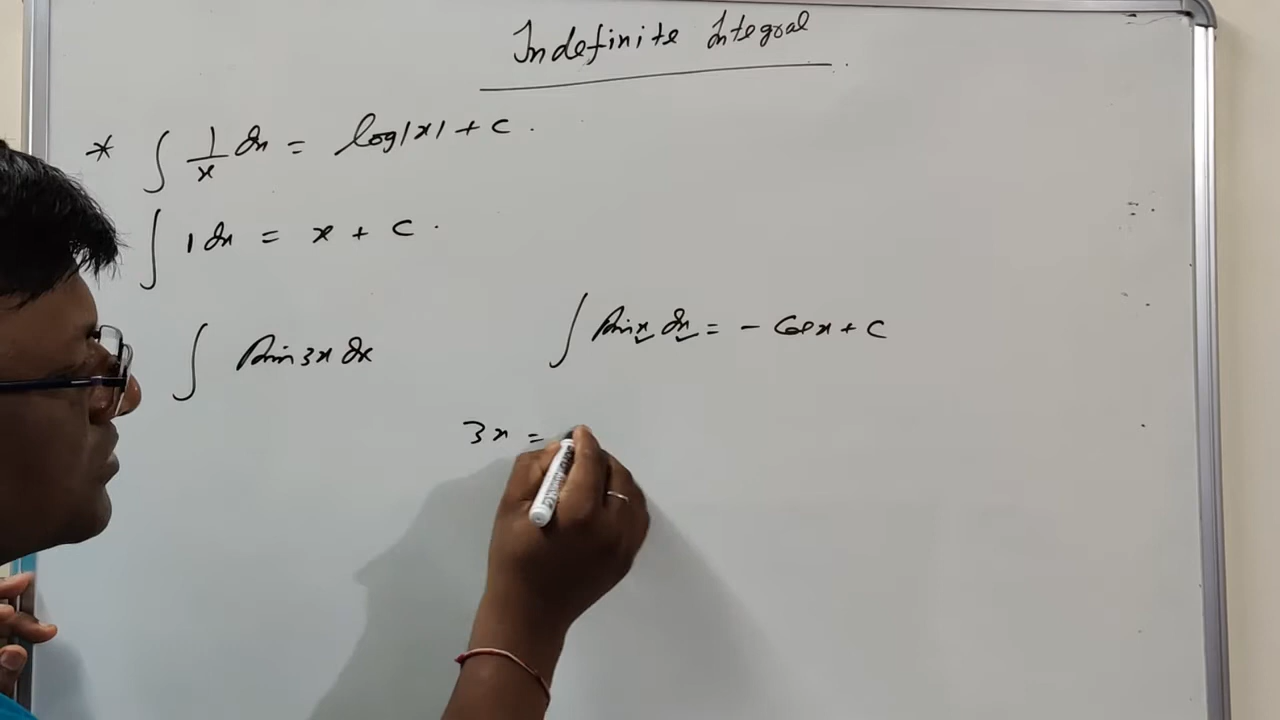 Indefinite Integral
* ∫ 1/x dx = log|x| + c .
∫ 1 dx = x + c .
∫ sin 3x dx
∫ sin x dx = - cos x + c
3x =